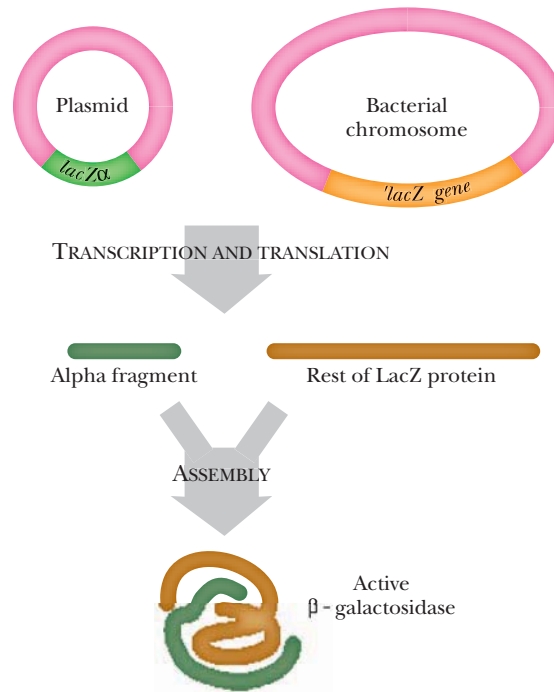 Plasmid
Bacterial
chromosome
lacZα
'lacZ gene
TRANSCRIPTION AND TRANSLATION
Alpha fragment
Rest of LacZ protein
ASSEMBLY
Active
β - galactosidase